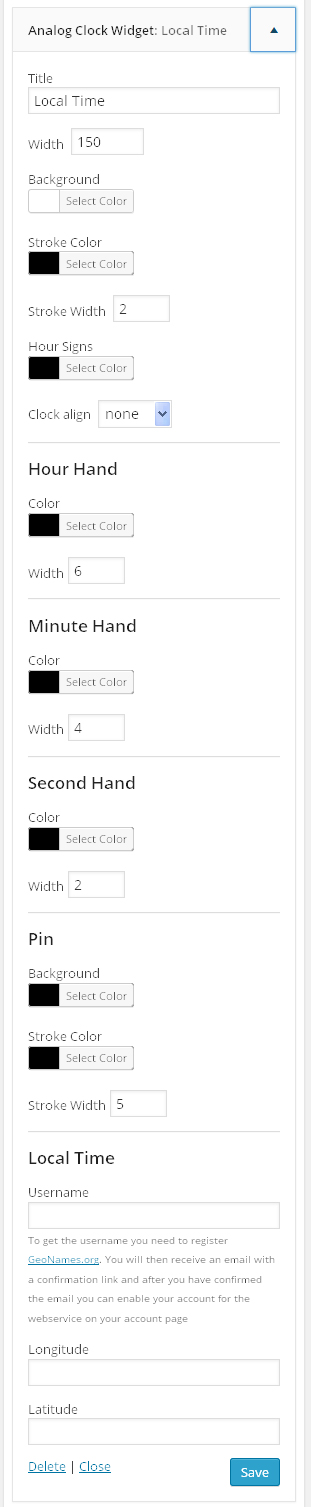 Analog Clock Widget: Local Time
Title
Local Time
Width 150
Background
Select Color
Stroke Color
Select Color
Stroke Width 2
Hour Signs
Select Color
Clock align none
Hour Hand
Color
Select Color
Width 6
Minute Hand
Color
Select Color
Width 4
Second Hand
Color
Select Color
Width 2
Pin
Background
Select Color
Stroke Color
Select Color
Stroke Width 5
Local Time
Username
To get the username you need to register
GeoNames.org. You will then receive an email with
a confirmation link and after you have confirmed
the email you can enable your account for the
webservice on your account page
Longitude
Latitude
Delete | Close Save